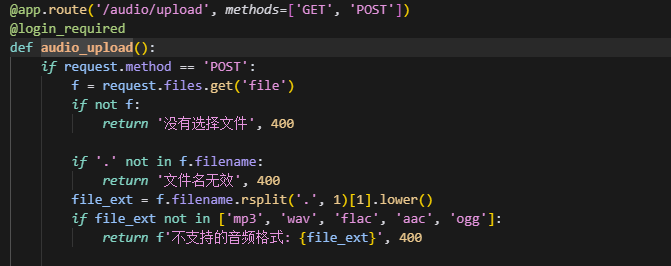 @app.route('/audio/upload', methods=['GET', 'POST'])
@login_required
def audio_upload():
    if request.method == 'POST':
        f = request.files.get('file')
        if not f:
            return '没有选择文件', 400

        if '.' not in f.filename:
            return '文件名无效', 400
        file_ext = f.filename.rsplit('.', 1)[1].lower()
        if file_ext not in ['mp3', 'wav', 'flac', 'aac', 'ogg']:
            return f'不支持的音频格式: {file_ext}', 400